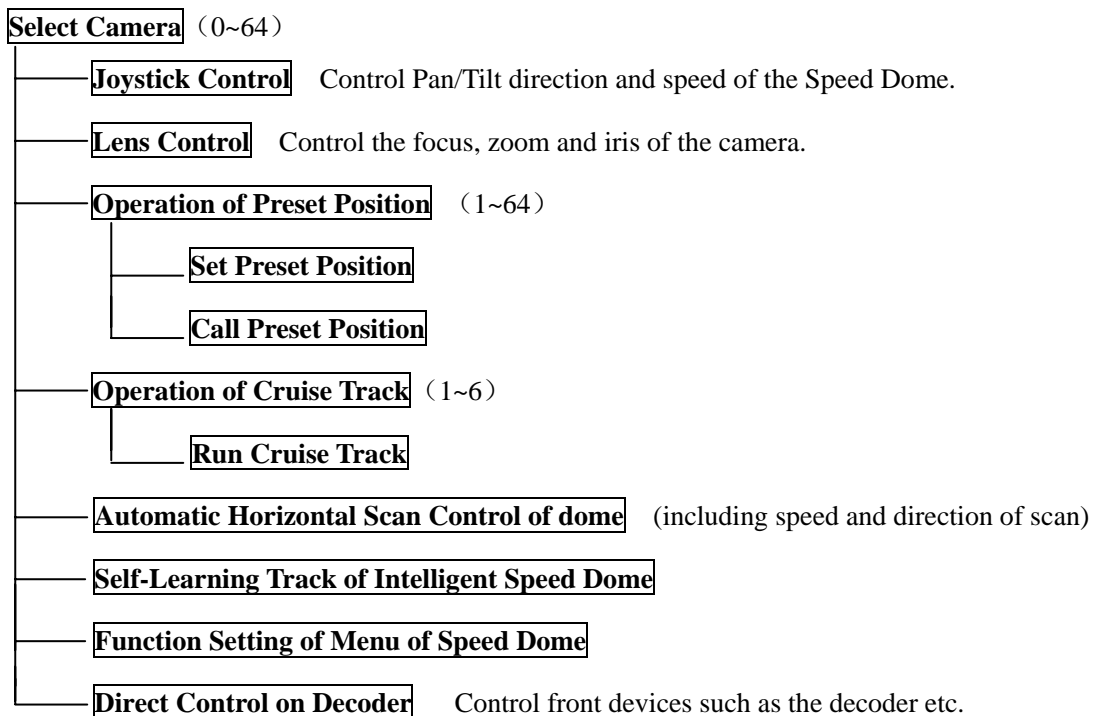 Select Camera（0~64）
Joystick Control Control Pan/Tilt direction and speed of the Speed Dome.
Lens Control Control the focus, zoom and iris of the camera.
Operation of Preset Position （1~64）
Set Preset Position
Call Preset Position
Operation of Cruise Track（1~6）
Run Cruise Track
Automatic Horizontal Scan Control of dome (including speed and direction of scan)
Self-Learning Track of Intelligent Speed Dome
Function Setting of Menu of Speed Dome
Direct Control on Decoder Control front devices such as the decoder etc.